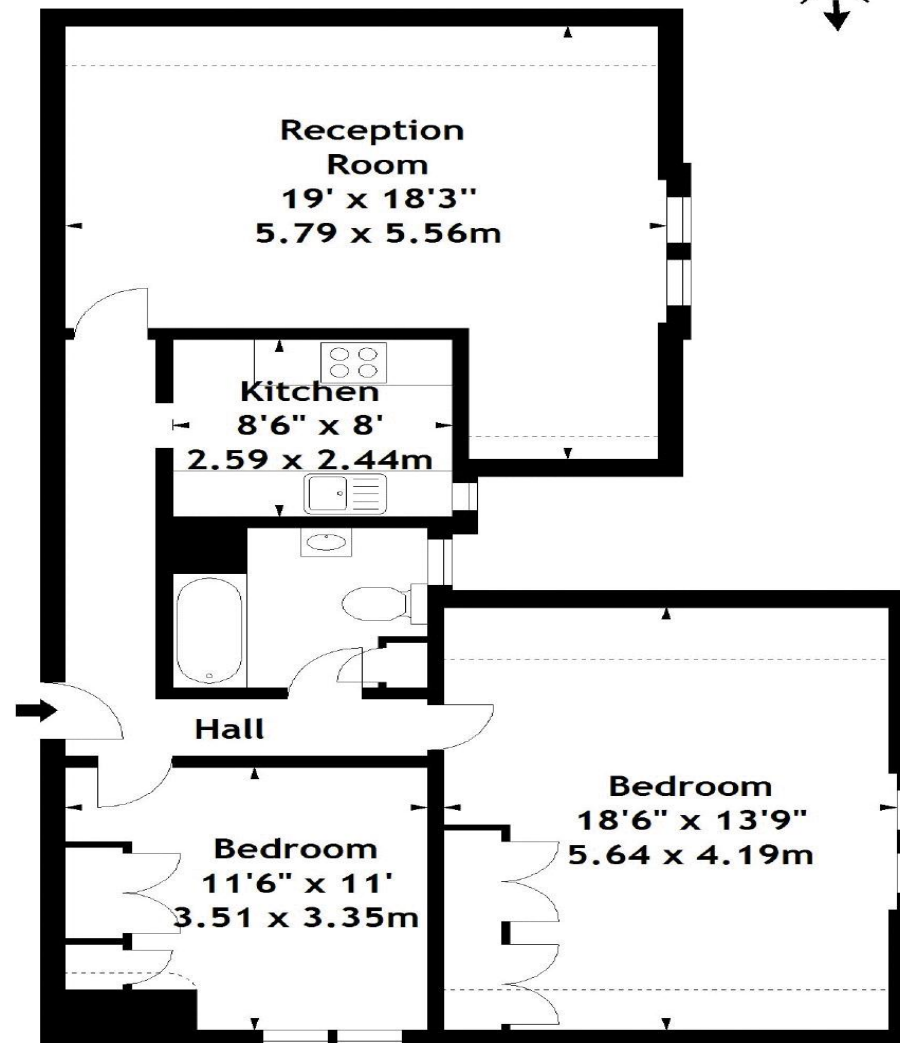 Reception
Room
19' x 18'3''
5.79 x 5.56m
Kitchen
8'6" x 8'
2.59 x 2.44m
Hall
Bedroom
18'6" x 13'9"
5.64 x 4.19m
Bedroom
11'6" x 11'
3.51 x 3.35m